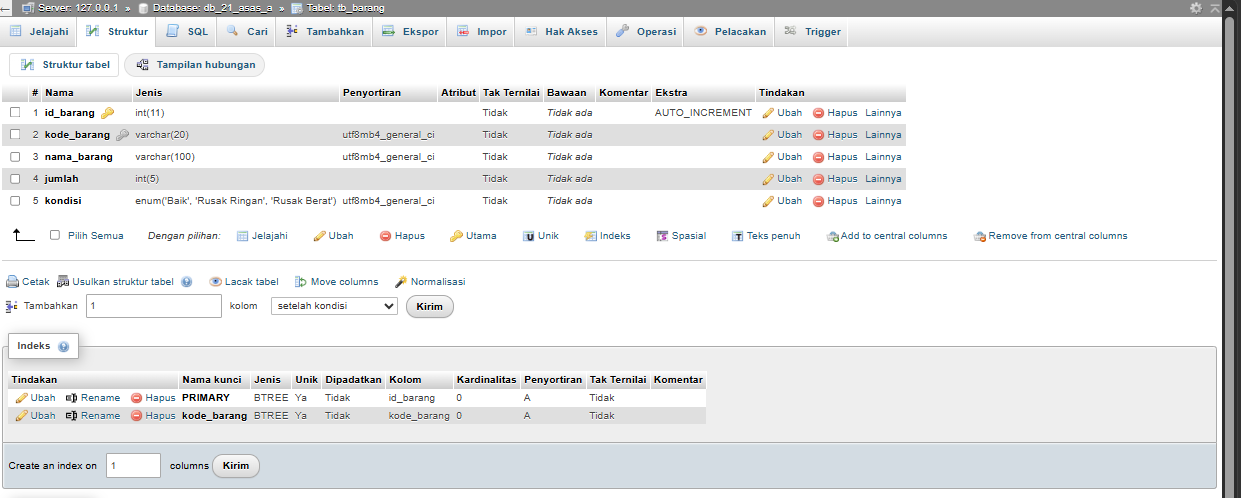 Server: 127.0.0.1 » Database: db_21_asas_a » Tabel: tb_barang
Jelajahi Struktur SQL Cari Tambahkan Ekspor Impor Hak Akses Operasi Pelacakan Trigger
Struktur tabel Tampilan hubungan
# Nama Jenis Penyortiran Atribut Tak Ternilai Bawaan Komentar Ekstra Tindakan
1 id_barang int(11) Tidak Tidak ada AUTO_INCREMENT Ubah Hapus Lainnya
2 kode_barang varchar(20) utf8mb4_general_ci Tidak Tidak ada Ubah Hapus Lainnya
3 nama_barang varchar(100) utf8mb4_general_ci Tidak Tidak ada Ubah Hapus Lainnya
4 jumlah int(5) Tidak Tidak ada Ubah Hapus Lainnya
5 kondisi enum('Baik', 'Rusak Ringan', 'Rusak Berat') utf8mb4_general_ci Tidak Tidak ada Ubah Hapus Lainnya
Pilih Semua Dengan pilihan: Jelajahi Ubah Hapus Utama Unik Indeks Spasial Teks penuh Add to central columns Remove from central columns
Cetak Usulkan struktur tabel Lacak tabel Move columns Normalisasi
Tambahkan 1 kolom setelah kondisi Kirim
Indeks
Tindakan Nama kunci Jenis Unik Dipadatkan Kolom Kardinalitas Penyortiran Tak Ternilai Komentar
Ubah Rename Hapus PRIMARY BTREE Ya Tidak id_barang 0 A Tidak
Ubah Rename Hapus kode_barang BTREE Ya Tidak kode_barang 0 A Tidak
Create an index on 1 columns Kirim